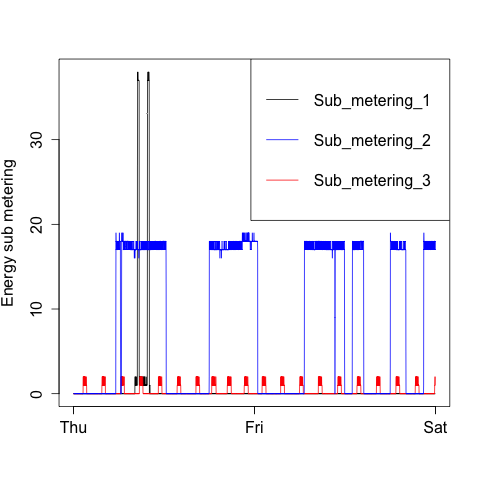 Energy sub metering
0
10
20
30
Thu
Fri
Sat
Sub_metering_1
Sub_metering_2
Sub_metering_3